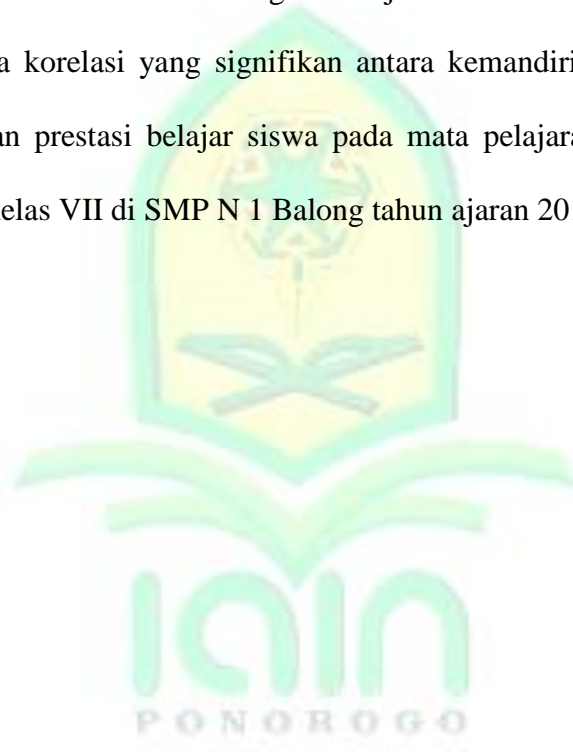 a korelasi yang signifikan antara kemandiri
an prestasi belajar siswa pada mata pelajara
elas VII di SMP N 1 Balong tahun ajaran 20
iain
PONOROGO